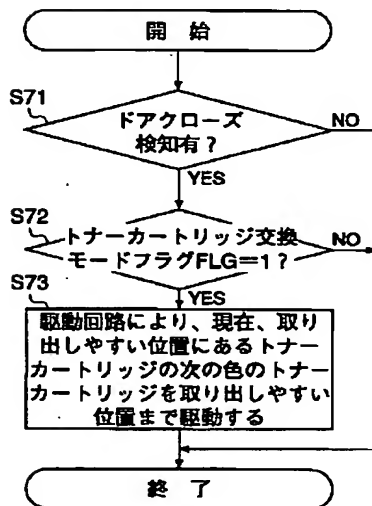 開始
S71
ドアクローズ
検知有？
NO
YES
S72
トナーカートリッジ交換
モードフラグFLG＝1？
NO
S73
YES
駆動回路により、現在、取り
出しやすい位置にあるトナー
カートリッジの次の色のトナー
カートリッジを取り出しやすい
位置まで駆動する
終了